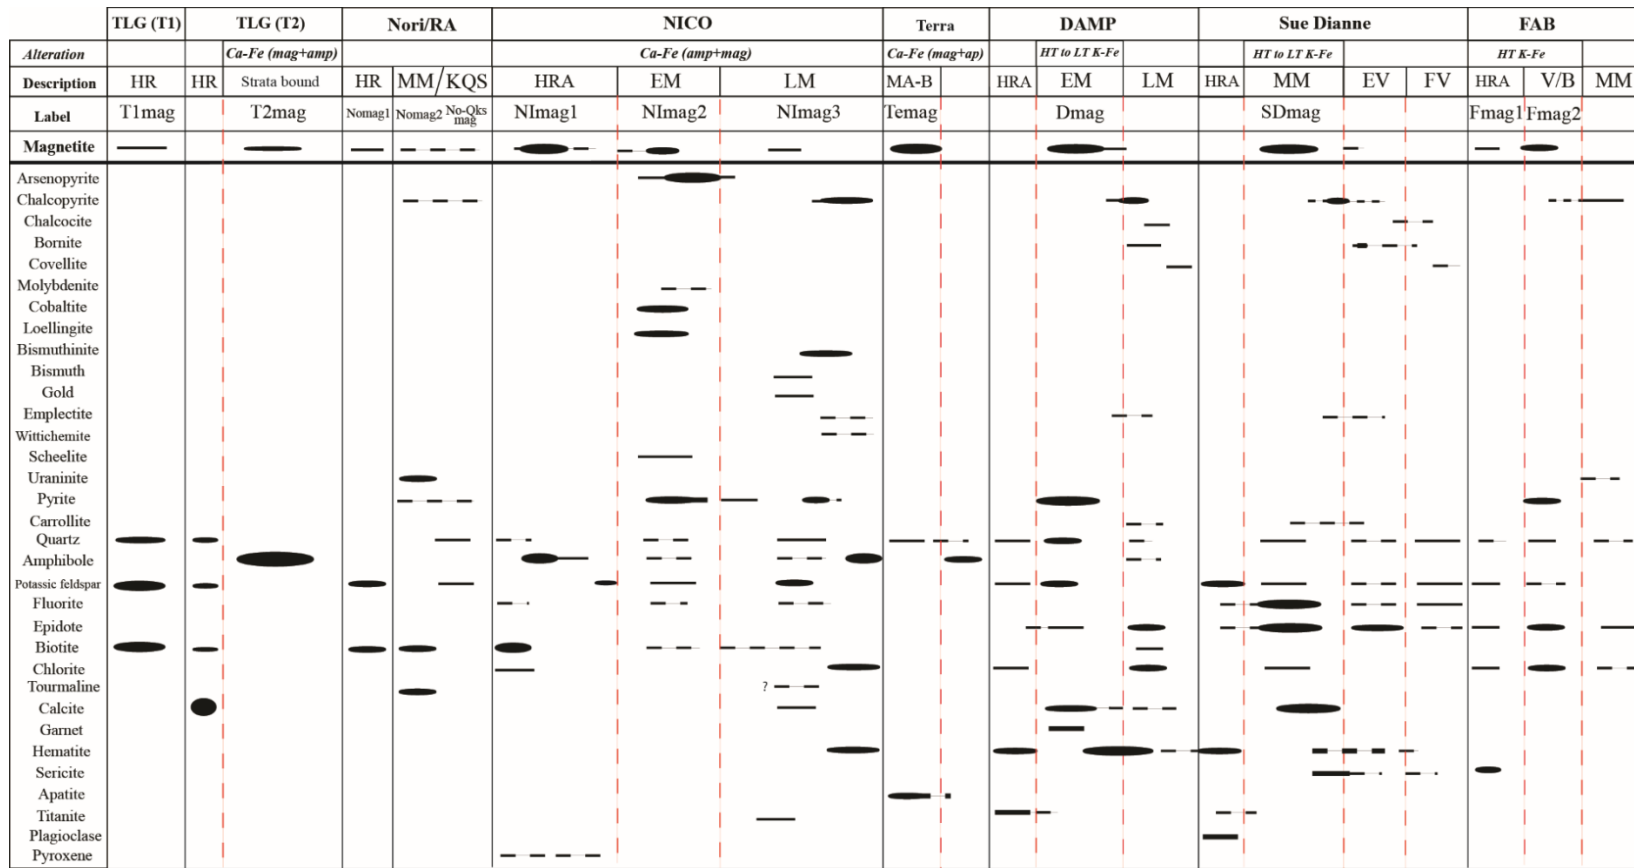 TLG (T1) TLG (T2) Nori/RA NICO Terra DAMP Sue Dianne FAB
Alteration Ca-Fe (mag+amp) Ca-Fe (amp+mag) Ca-Fe (mag+ap) HT to LT K-Fe HT to LT K-Fe HT K-Fe
Description HR HR Strata bound HR MM/KQS HRA EM LM MA-B HRA EM LM HRA MM EV FV HRA V/B MM
Label T1mag T2mag Nomag1 Nomag2 No-Qks mag NImag1 NImag2 NImag3 Temag Dmag SDmag Fmag1 Fmag2
Magnetite
Arsenopyrite
Chalcopyrite
Chalcocite
Bornite
Covellite
Molybdenite
Cobaltite
Loellingite
Bismuthinite
Bismuth
Gold
Emplectite
Wittichemite
Scheelite
Uraninite
Pyrite
Carrollite
Quartz
Amphibole
Potassic feldspar
Fluorite
Epidote
Biotite
Chlorite
Tourmaline ?
Calcite
Garnet
Hematite
Sericite
Apatite
Titanite
Plagioclase
Pyroxene